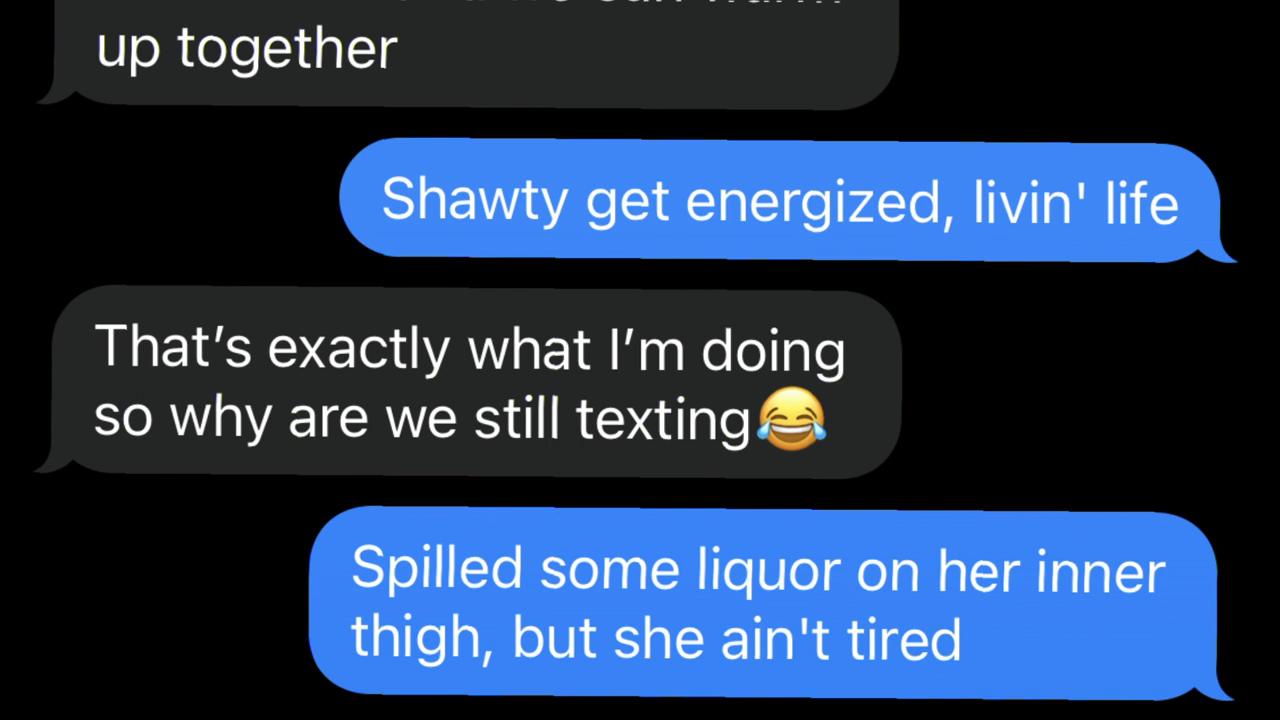 up together
Shawty get energized, livin' life
That’s exactly what I’m doing
so why are we still texting😂
Spilled some liquor on her inner
thigh, but she ain't tired